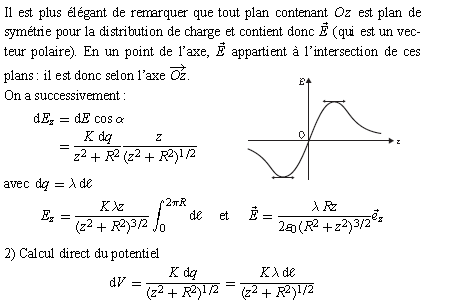 Il est plus élégant de remarquer que tout plan contenant Oz est plan de
symétrie pour la distribution de charge et contient donc $\vec{E}$ (qui est un vec-
teur polaire). En un point de l'axe, $\vec{E}$ appartient à l'intersection de ces
plans : il est donc selon l'axe $\overrightarrow{Oz}$.
On a successivement :
$\mathrm{d}E_z = \mathrm{d}E \cos\alpha$
$= \frac{K\,\mathrm{d}q}{z^2 + R^2} \frac{z}{(z^2 + R^2)^{1/2}}$
avec $\mathrm{d}q = \lambda\,\mathrm{d}\ell$
$E_z = \frac{K\lambda z}{(z^2 + R^2)^{3/2}} \int_0^{2\pi R} \mathrm{d}\ell$ et $\vec{E} = \frac{\lambda\,Rz}{2\varepsilon_0 (R^2 + z^2)^{3/2}} \vec{e}_z$
E
O
z
2) Calcul direct du potentiel
$\mathrm{d}V = \frac{K\,\mathrm{d}q}{(z^2 + R^2)^{1/2}} = \frac{K\lambda\,\mathrm{d}\ell}{(z^2 + R^2)^{1/2}}$